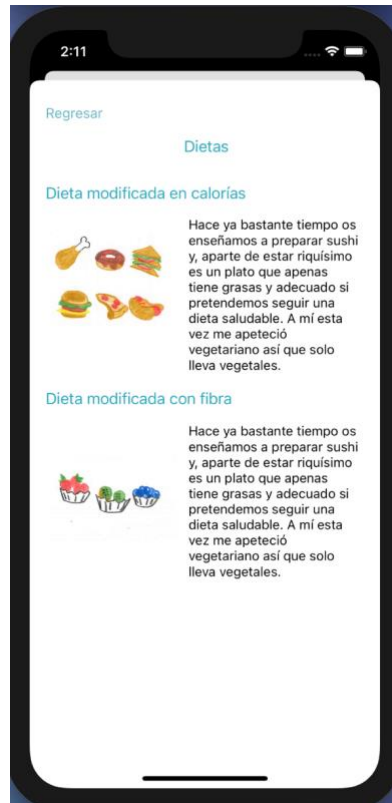 2:11
Regresar
Dietas
Dieta modificada en calorías
Hace ya bastante tiempo os
enseñamos a preparar sushi
y, aparte de estar riquísimo
es un plato que apenas
tiene grasas y adecuado si
pretendemos seguir una
dieta saludable. A mí esta
vez me apeteció
vegetariano así que solo
lleva vegetales.
Dieta modificada con fibra
Hace ya bastante tiempo os
enseñamos a preparar sushi
y, aparte de estar riquísimo
es un plato que apenas
tiene grasas y adecuado si
pretendemos seguir una
dieta saludable. A mí esta
vez me apeteció
vegetariano así que solo
lleva vegetales.